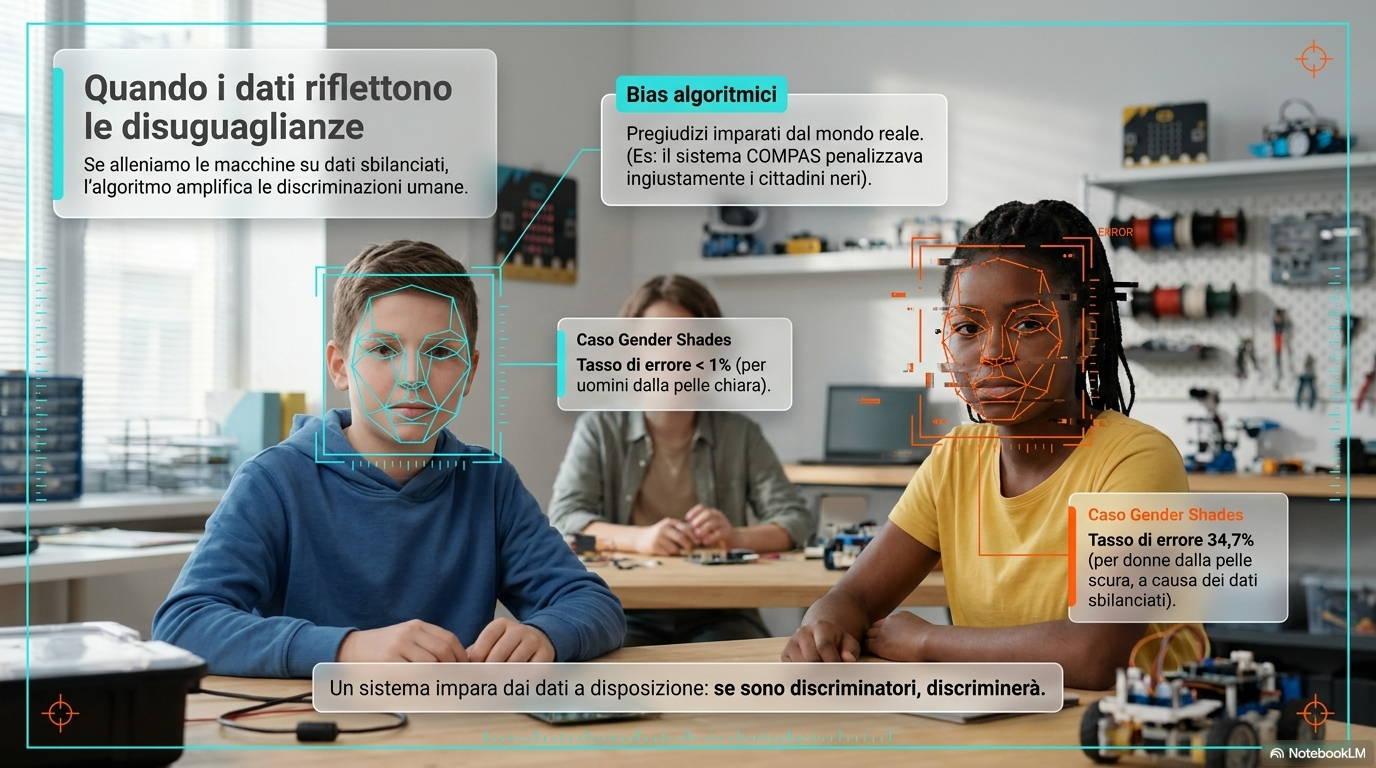 Quando i dati riflettono
le disuguaglianze
Se alleniamo le macchine su dati sbilanciati,
l'algoritmo amplifica le discriminazioni umane.
Bias algoritmici
Pregiudizi imparati dal mondo reale.
(Es: il sistema COMPAS penalizzava
ingiustamente i cittadini neri).
ERROR
Caso Gender Shades
Tasso di errore < 1% (per
uomini dalla pelle chiara).
Caso Gender Shades
Tasso di errore 34,7%
(per donne dalla pelle
scura, a causa dei dati
sbilanciati).
Un sistema impara dai dati a disposizione: se sono discriminatori, discriminerà.
NotebookLM